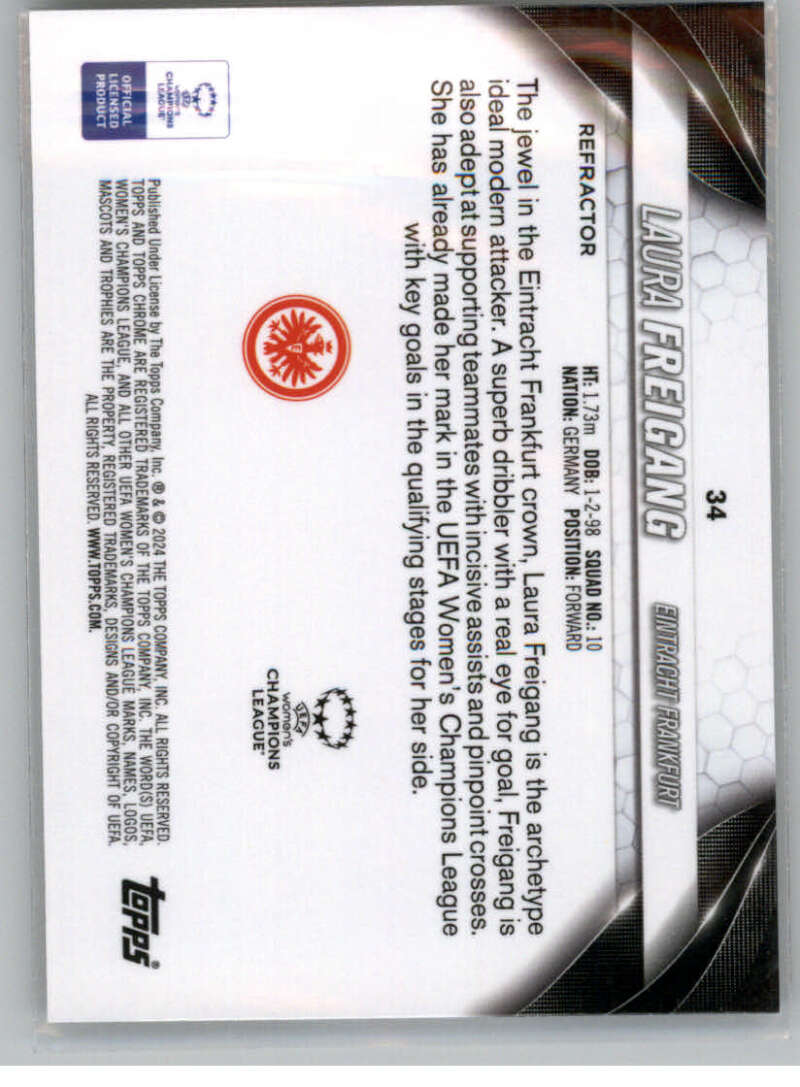 34
LAURA FREIGANG EINTRACHT FRANKFURT
HT: 1.73m DOB: 1-2-98 SQUAD NO.: 10
REFRACTOR
NATION: GERMANY POSITION: FORWARD
The jewel in the Eintracht Frankfurt crown, Laura Freigang is the archetype
ideal modern attacker. A superb dribbler with a real eye for goal, Freigang is
also adept at supporting teammates with incisive assists and pinpoint crosses.
She has already made her mark in the UEFA Women's Champions League
with key goals in the qualifying stages for her side.
UEFA
women's
CHAMPIONS
LEAGUE™
UEFA
women's
CHAMPIONS
LEAGUE™
OFFICIAL
LICENSED
PRODUCT
Published Under License by The Topps Company, Inc. ® & © 2024 THE TOPPS COMPANY, INC. ALL RIGHTS RESERVED.
TOPPS AND TOPPS CHROME ARE REGISTERED TRADEMARKS OF THE TOPPS COMPANY, INC. THE WORD(S) UEFA,
WOMEN'S CHAMPIONS LEAGUE, AND ALL OTHER UEFA WOMEN'S CHAMPIONS LEAGUE MARKS, NAMES, LOGOS,
MASCOTS AND TROPHIES ARE THE PROPERTY, REGISTERED TRADEMARKS, DESIGNS AND/OR COPYRIGHT OF UEFA.
ALL RIGHTS RESERVED. WWW.TOPPS.COM.
topps®